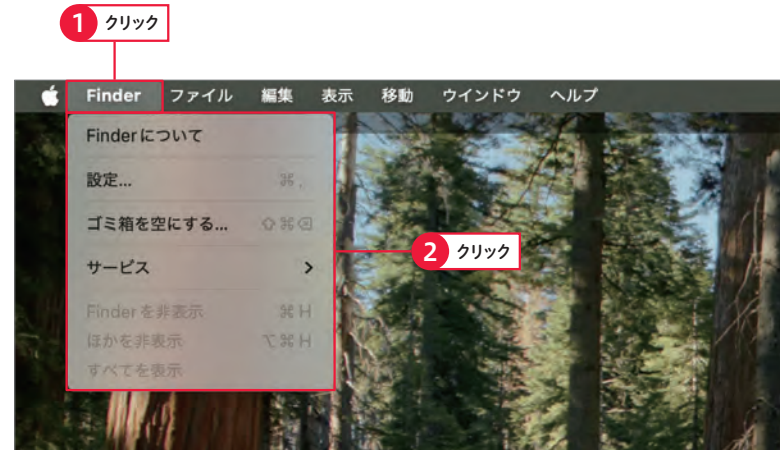 1 クリック
Finder ファイル 編集 表示 移動 ウインドウ ヘルプ
Finderについて
設定... ⌘ ,
ゴミ箱を空にする... ⇧⌘⌫
2 クリック
サービス >
Finderを非表示 ⌘H
ほかを非表示 ⌥⌘H
すべてを表示